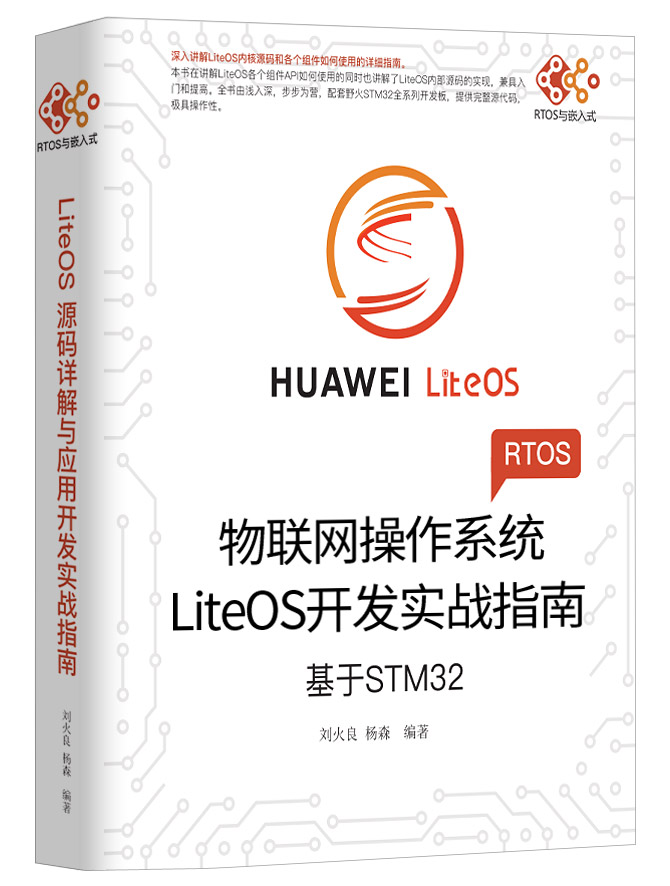 深入讲解LiteOS内核源码和各个组件如何使用的详细指南。
本书在讲解LiteOS各个组件API如何使用的同时也讲解了LiteOS内部源码的实现，兼具入
门和提高。全书由浅入深，步步为营，配套野火STM32全系列开发板，提供完整源代码，
极具操作性。
RTOS与嵌入式
HUAWEI LiteOS
RTOS
物联网操作系统
LiteOS开发实战指南
基于STM32
刘火良 杨森 编著
RTOS与嵌入式
LiteOS 源码详解与应用开发实战指南
刘火良 杨森 编著